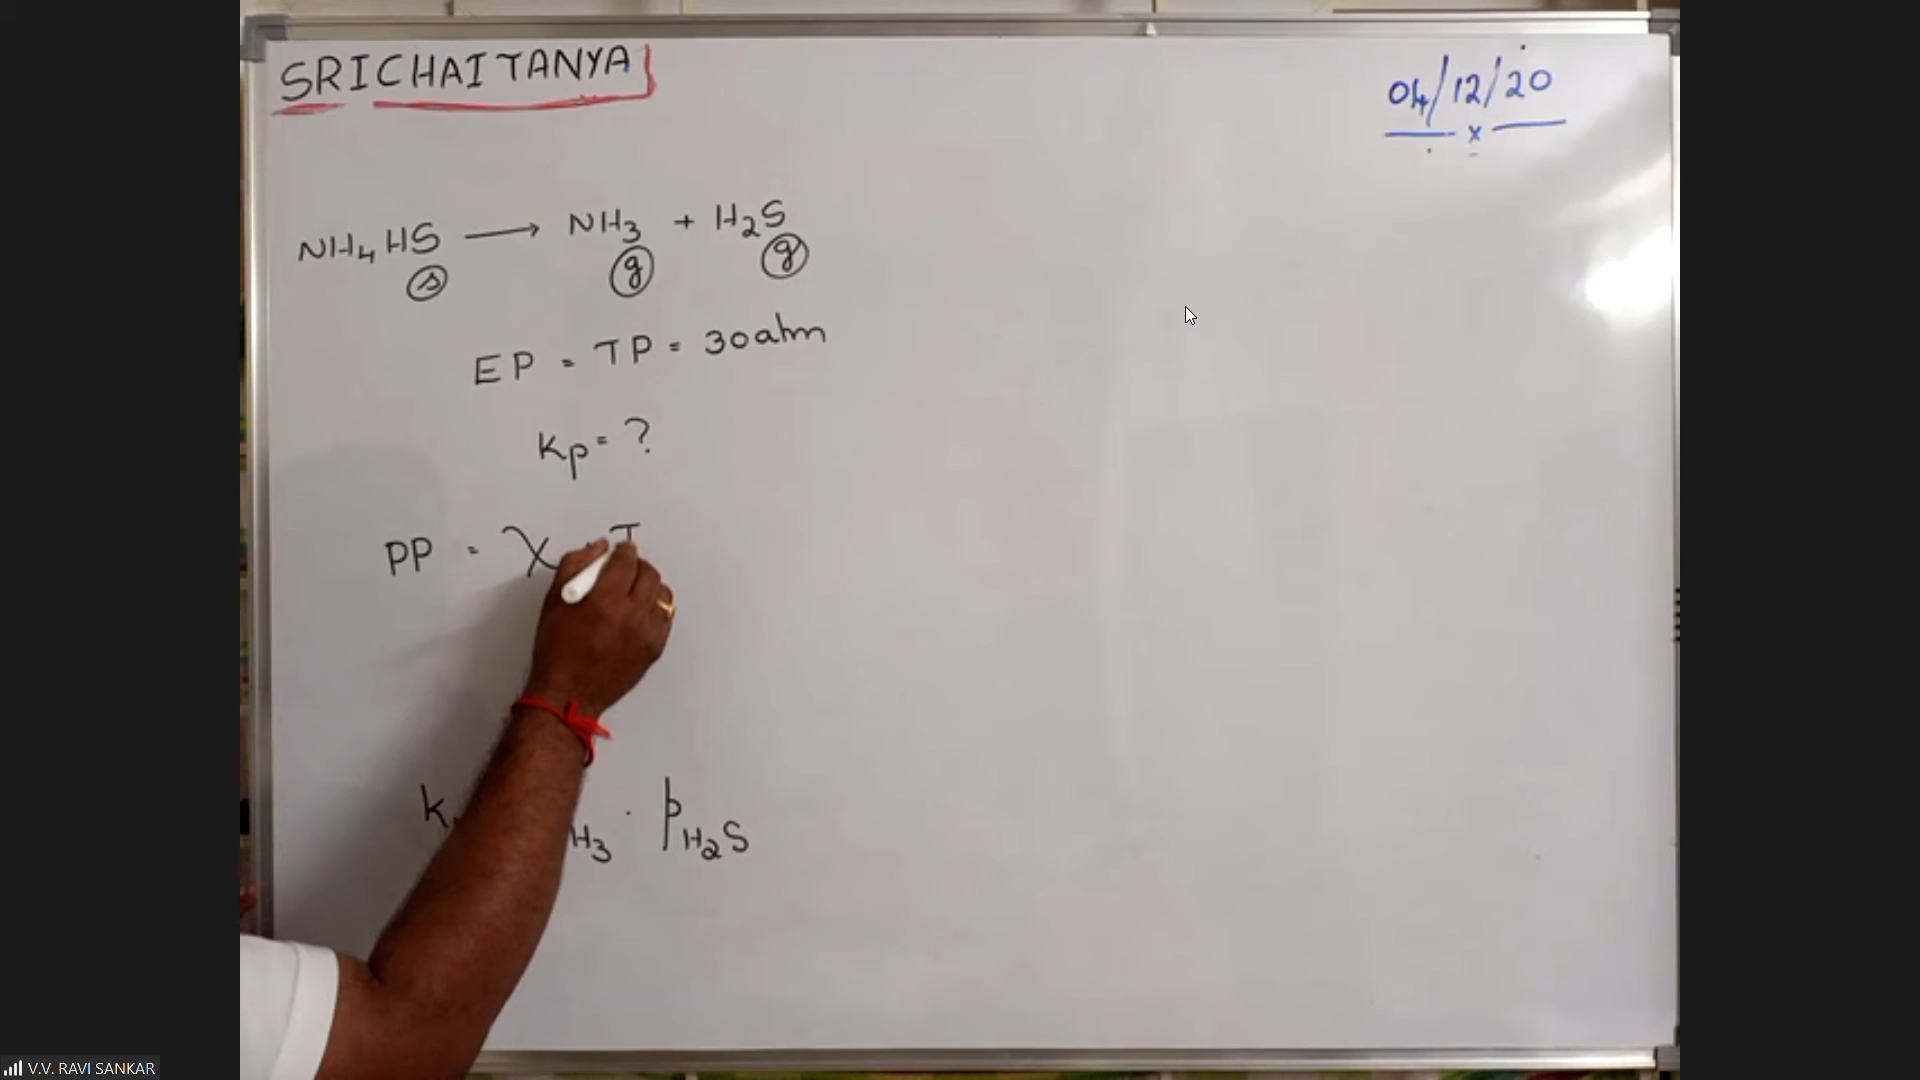 SRICHAITANYA
04/12/20
x
NH4HS ⟶ NH3 + H2S
(s) (g) (g)
EP = TP = 30atm
Kp = ?
PP = X
H3 . pH2S
V.V. RAVI SANKAR